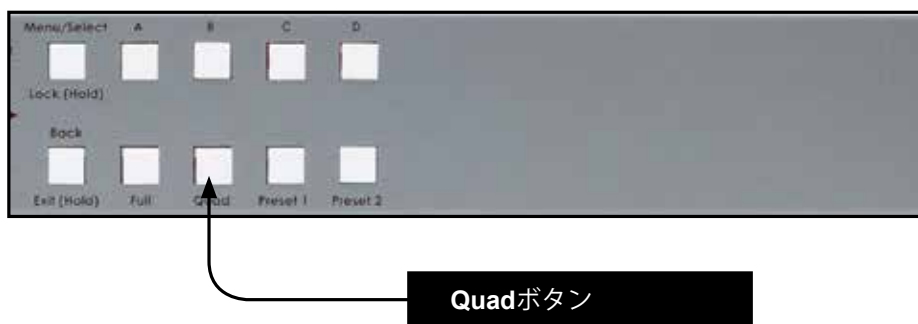 Menu/Select A B C D
Lock (Hold)
Back
Exit (Hold) Full Quad Preset 1 Preset 2
Quadボタン